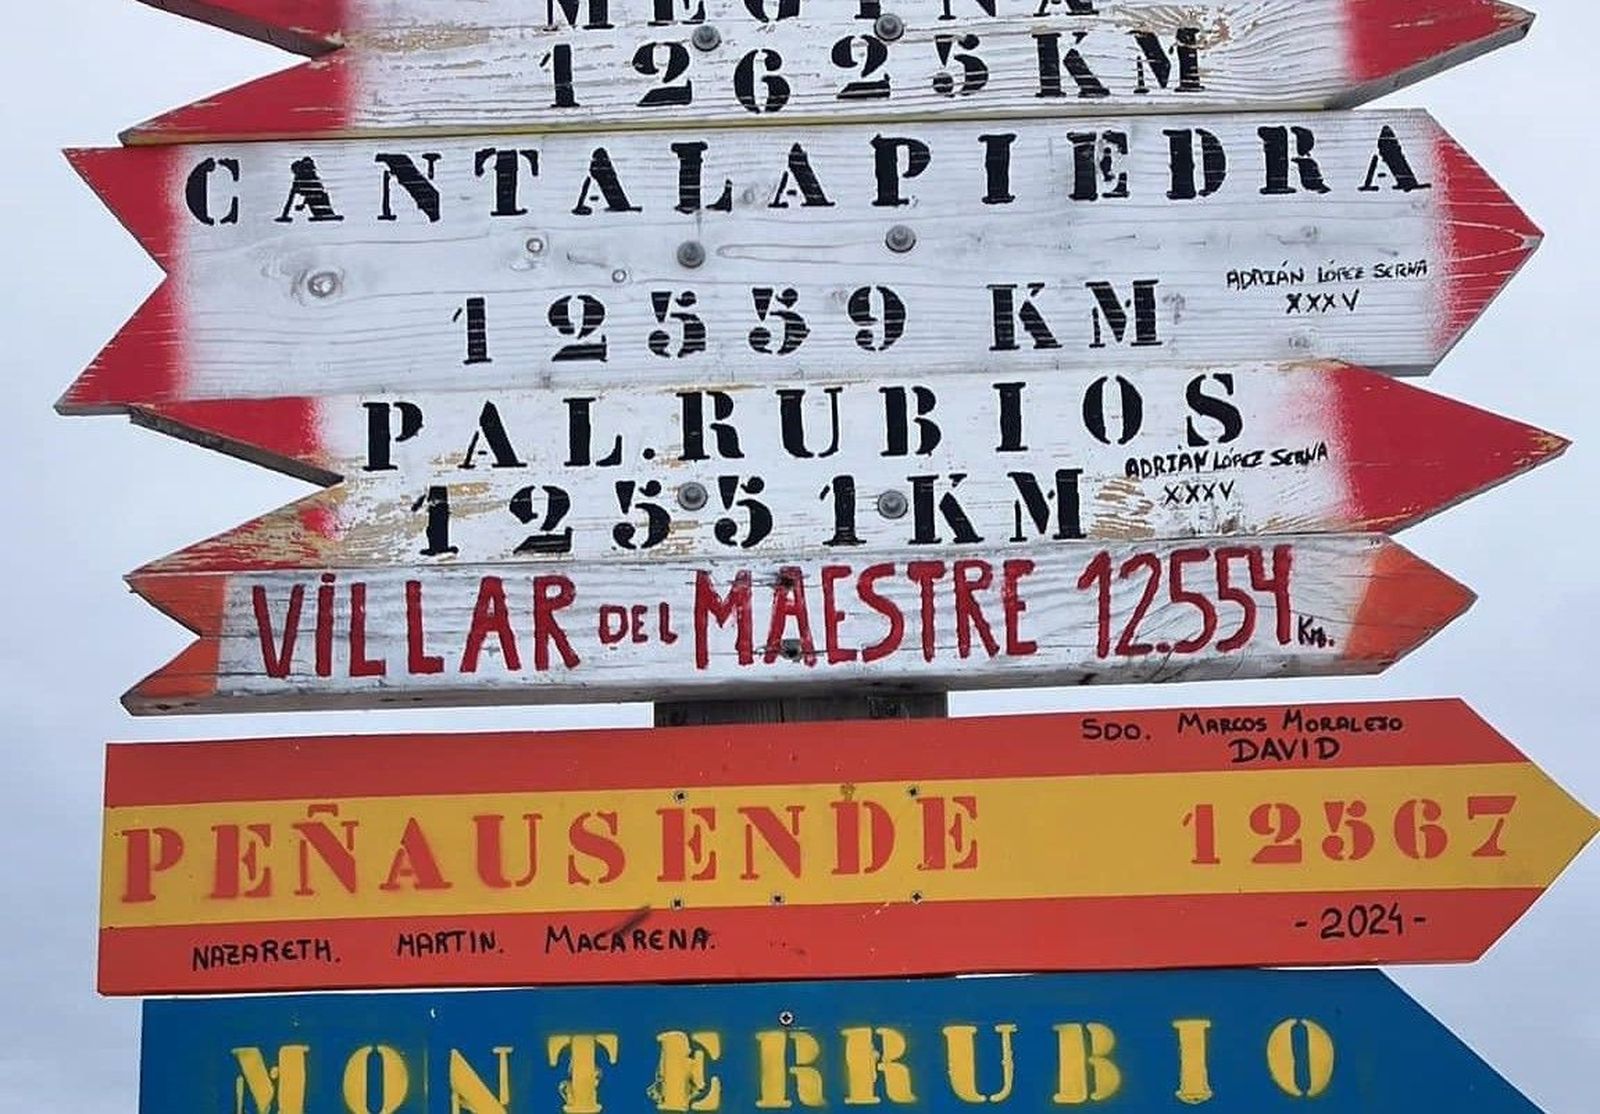 MEGINA
12625KM
CANTALAPIEDRA
12559 KM
ADRIÁN LÓPEZ SERNA
XXXV
PAL.RUBIOS
12551KM
ADRIÁN LÓPEZ SERNA
XXXV
VILLAR DEL MAESTRE 12.554 Km.
SDO. MARCOS MORALEJO
DAVID
PEÑAUSENDE 12567
NAZARETH. MARTIN. MACARENA.
-2024-
MONTERRUBIO